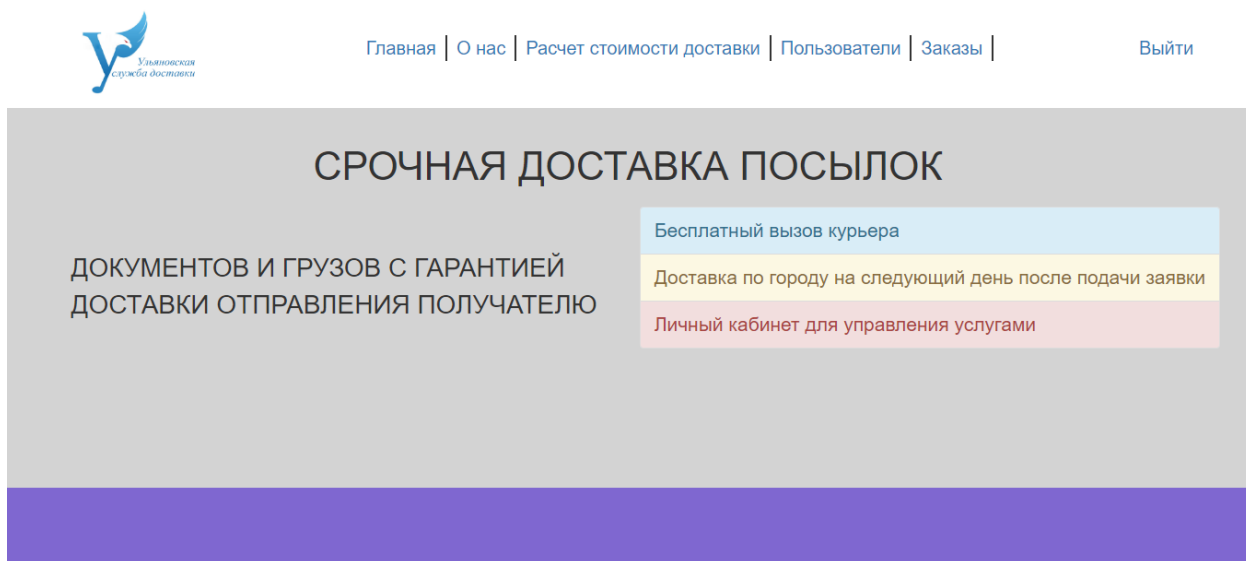 Ульяновская
служба доставки
Главная | О нас | Расчет стоимости доставки | Пользователи | Заказы |
Выйти
СРОЧНАЯ ДОСТАВКА ПОСЫЛОК
ДОКУМЕНТОВ И ГРУЗОВ С ГАРАНТИЕЙ
ДОСТАВКИ ОТПРАВЛЕНИЯ ПОЛУЧАТЕЛЮ
Бесплатный вызов курьера
Доставка по городу на следующий день после подачи заявки
Личный кабинет для управления услугами